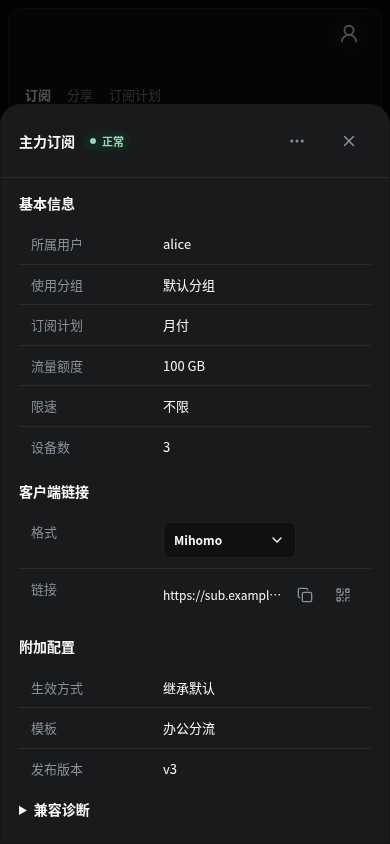 订阅 分享 订阅计划
主力订阅 正常
基本信息
所属用户 alice
使用分组 默认分组
订阅计划 月付
流量额度 100 GB
限速 不限
设备数 3
客户端链接
格式 Mihomo
链接 https://sub.exampl…
附加配置
生效方式 继承默认
模板 办公分流
发布版本 v3
兼容诊断